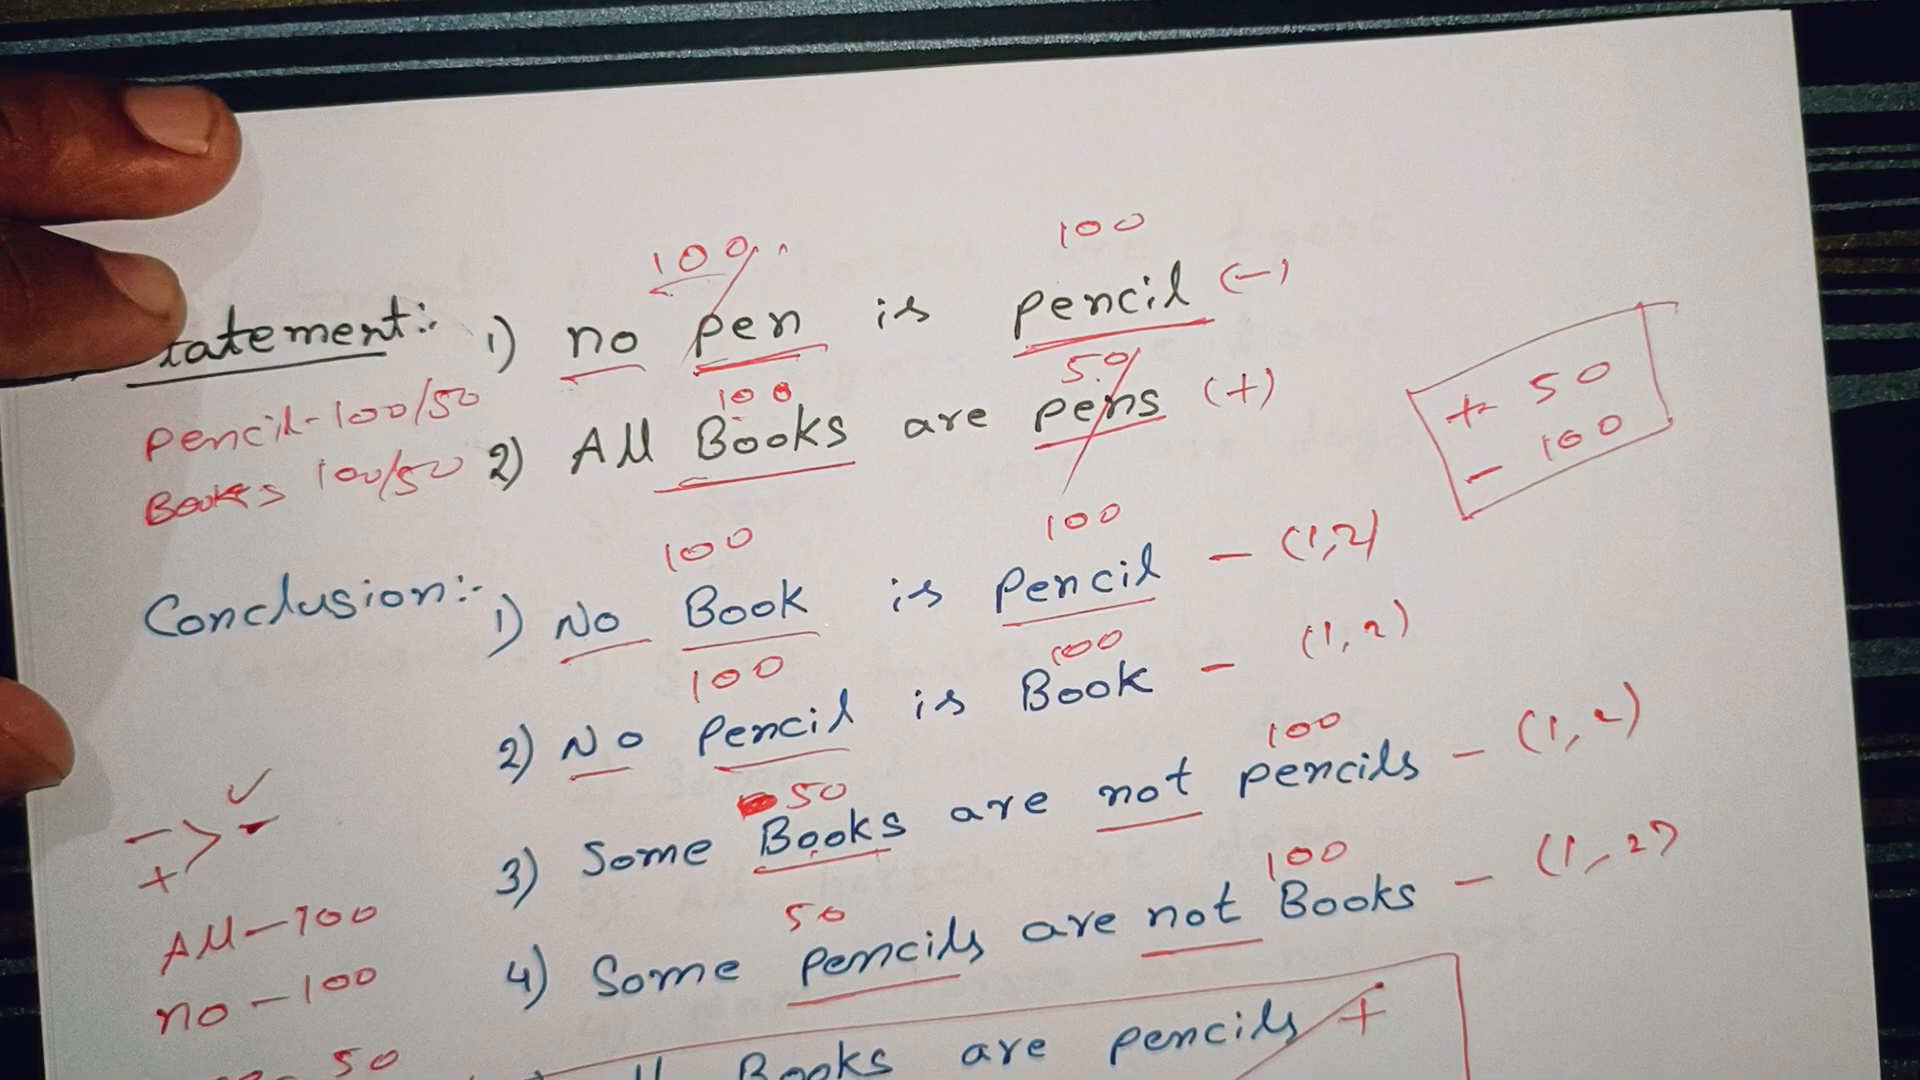 100 100
tatement:- 1) no pen is pencil (-)
100 50
Pencil-100/50 2) All Books are pens (+)
Books 100/50
+ 50
- 100
100 100
Conclusion:- 1) No Book is Pencil - (1,2)
100 100
2) No Pencil is Book - (1,2)
50 100
3) Some Books are not pencils - (1,2)
50 100
4) Some pencils are not Books - (1,2)
- > -
+
All-100
no-100
50
Books are pencils +